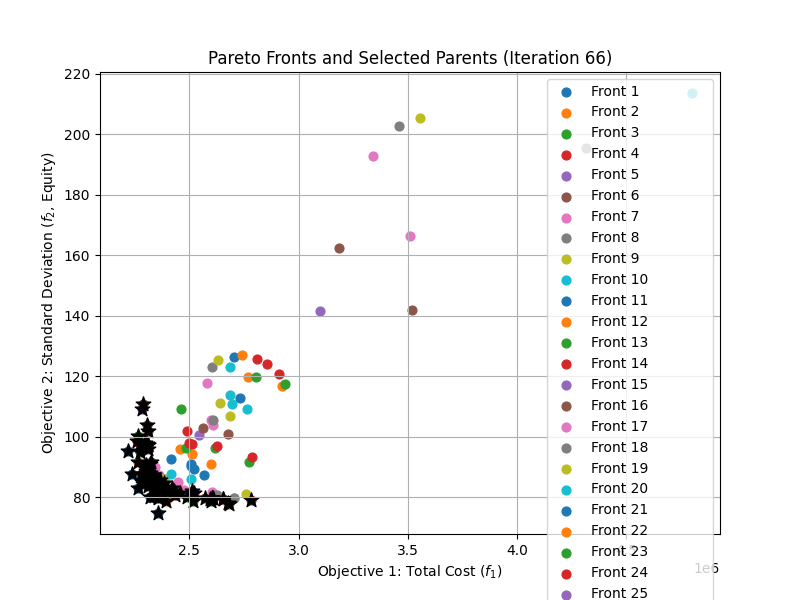 Pareto Fronts and Selected Parents (Iteration 66)
220
200
180
160
140
120
100
80
Objective 2: Standard Deviation (f₂, Equity)
Front 1
Front 2
Front 3
Front 4
Front 5
Front 6
Front 7
Front 8
Front 9
Front 10
Front 11
Front 12
Front 13
Front 14
Front 15
Front 16
Front 17
Front 18
Front 19
Front 20
Front 21
Front 22
Front 23
Front 24
Front 25
2.5
3.0
3.5
4.0
1e6
Objective 1: Total Cost (f₁)